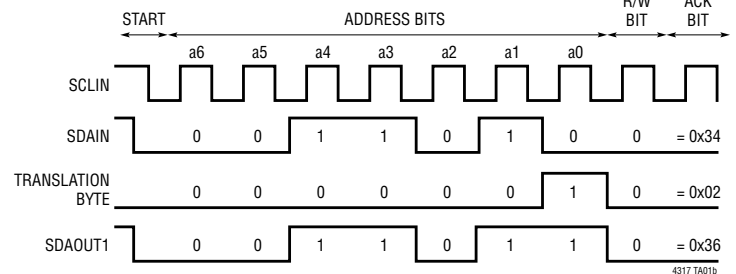 START ADDRESS BITS R/W BIT ACK BIT
a6 a5 a4 a3 a2 a1 a0
SCLIN
SDAIN 0 0 1 1 0 1 0 0 = 0x34
TRANSLATION BYTE 0 0 0 0 0 0 1 0 = 0x02
SDAOUT1 0 0 1 1 0 1 1 0 = 0x36
4317 TA01b